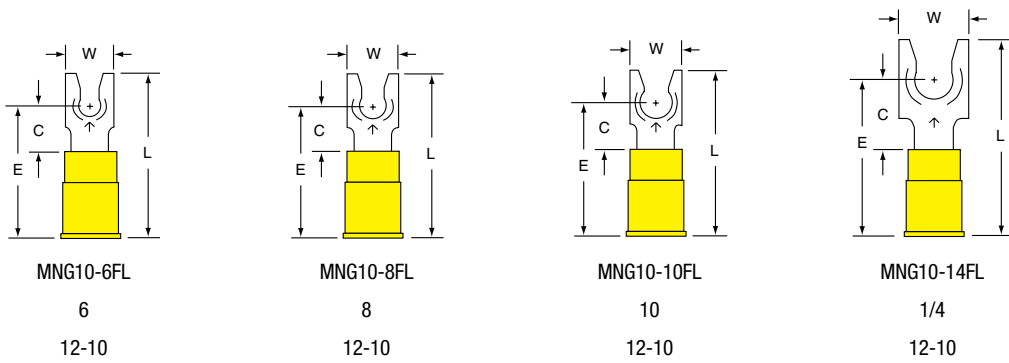 W W W W
C E L C E L C E L C E L
MNG10-6FL MNG10-8FL MNG10-10FL MNG10-14FL
6 8 10 1/4
12-10 12-10 12-10 12-10